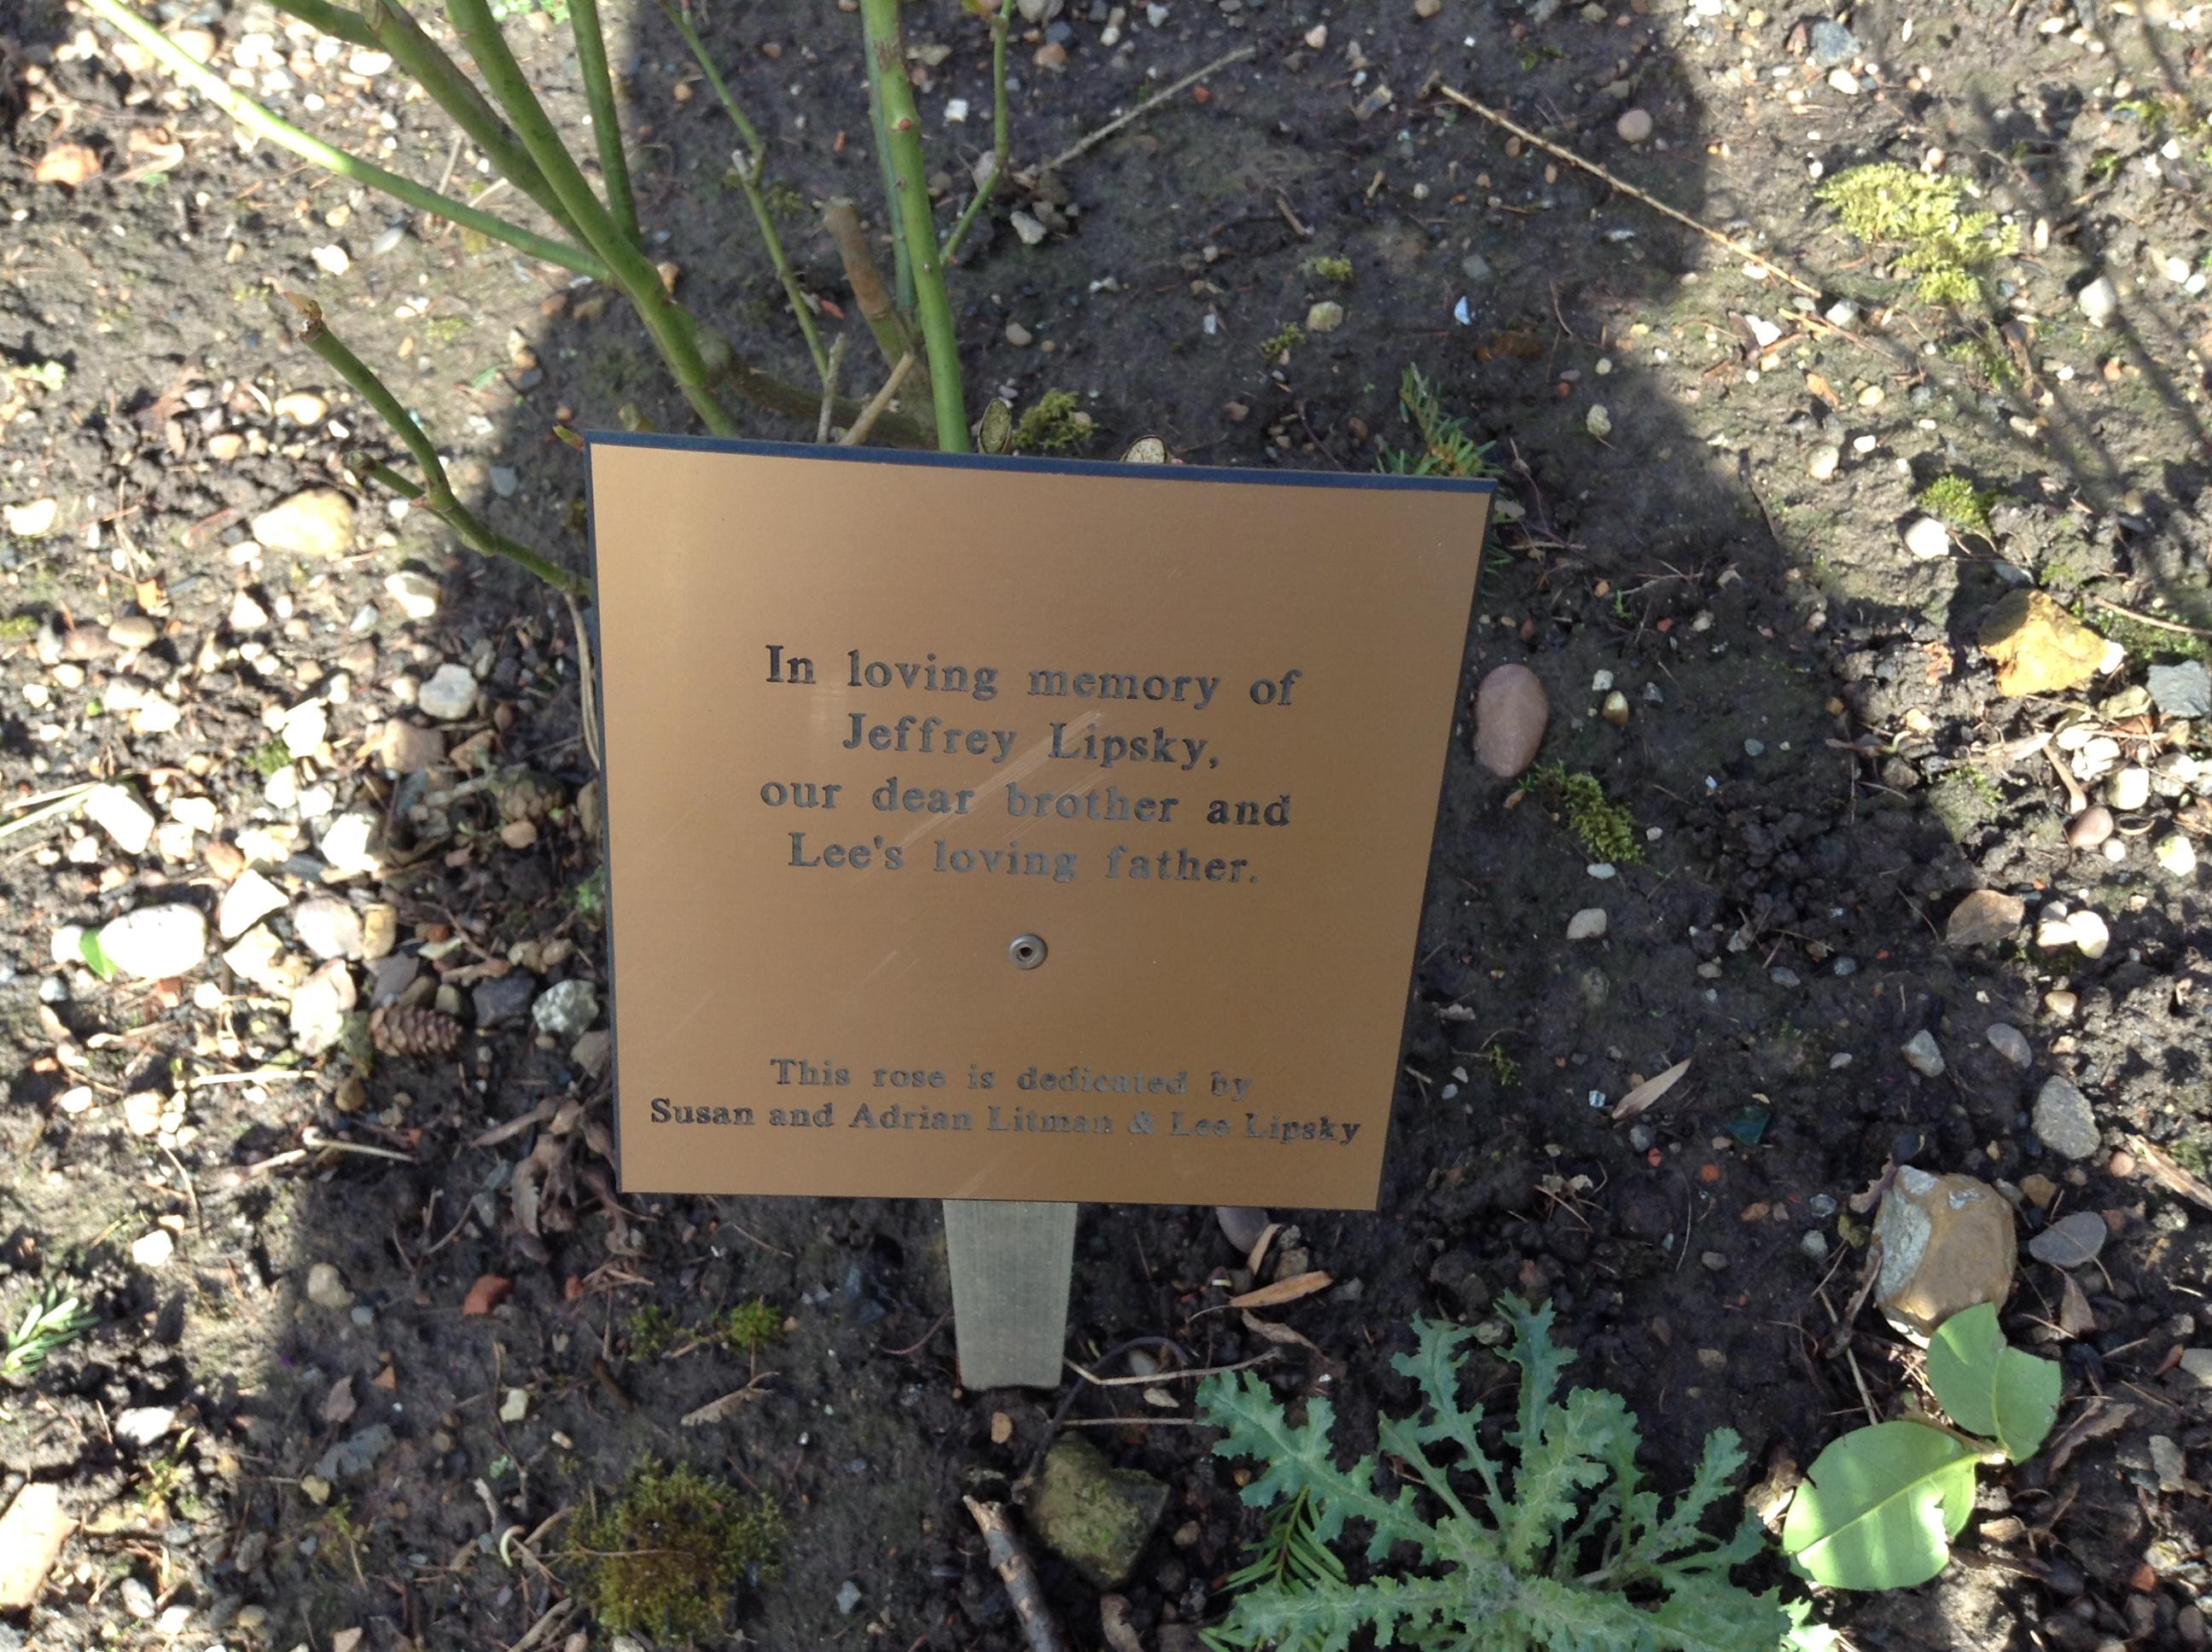 In loving memory of
Jeffrey Lipsky,
our dear brother and
Lee's loving father.
This rose is dedicated by
Susan and Adrian Litman & Lee Lipsky